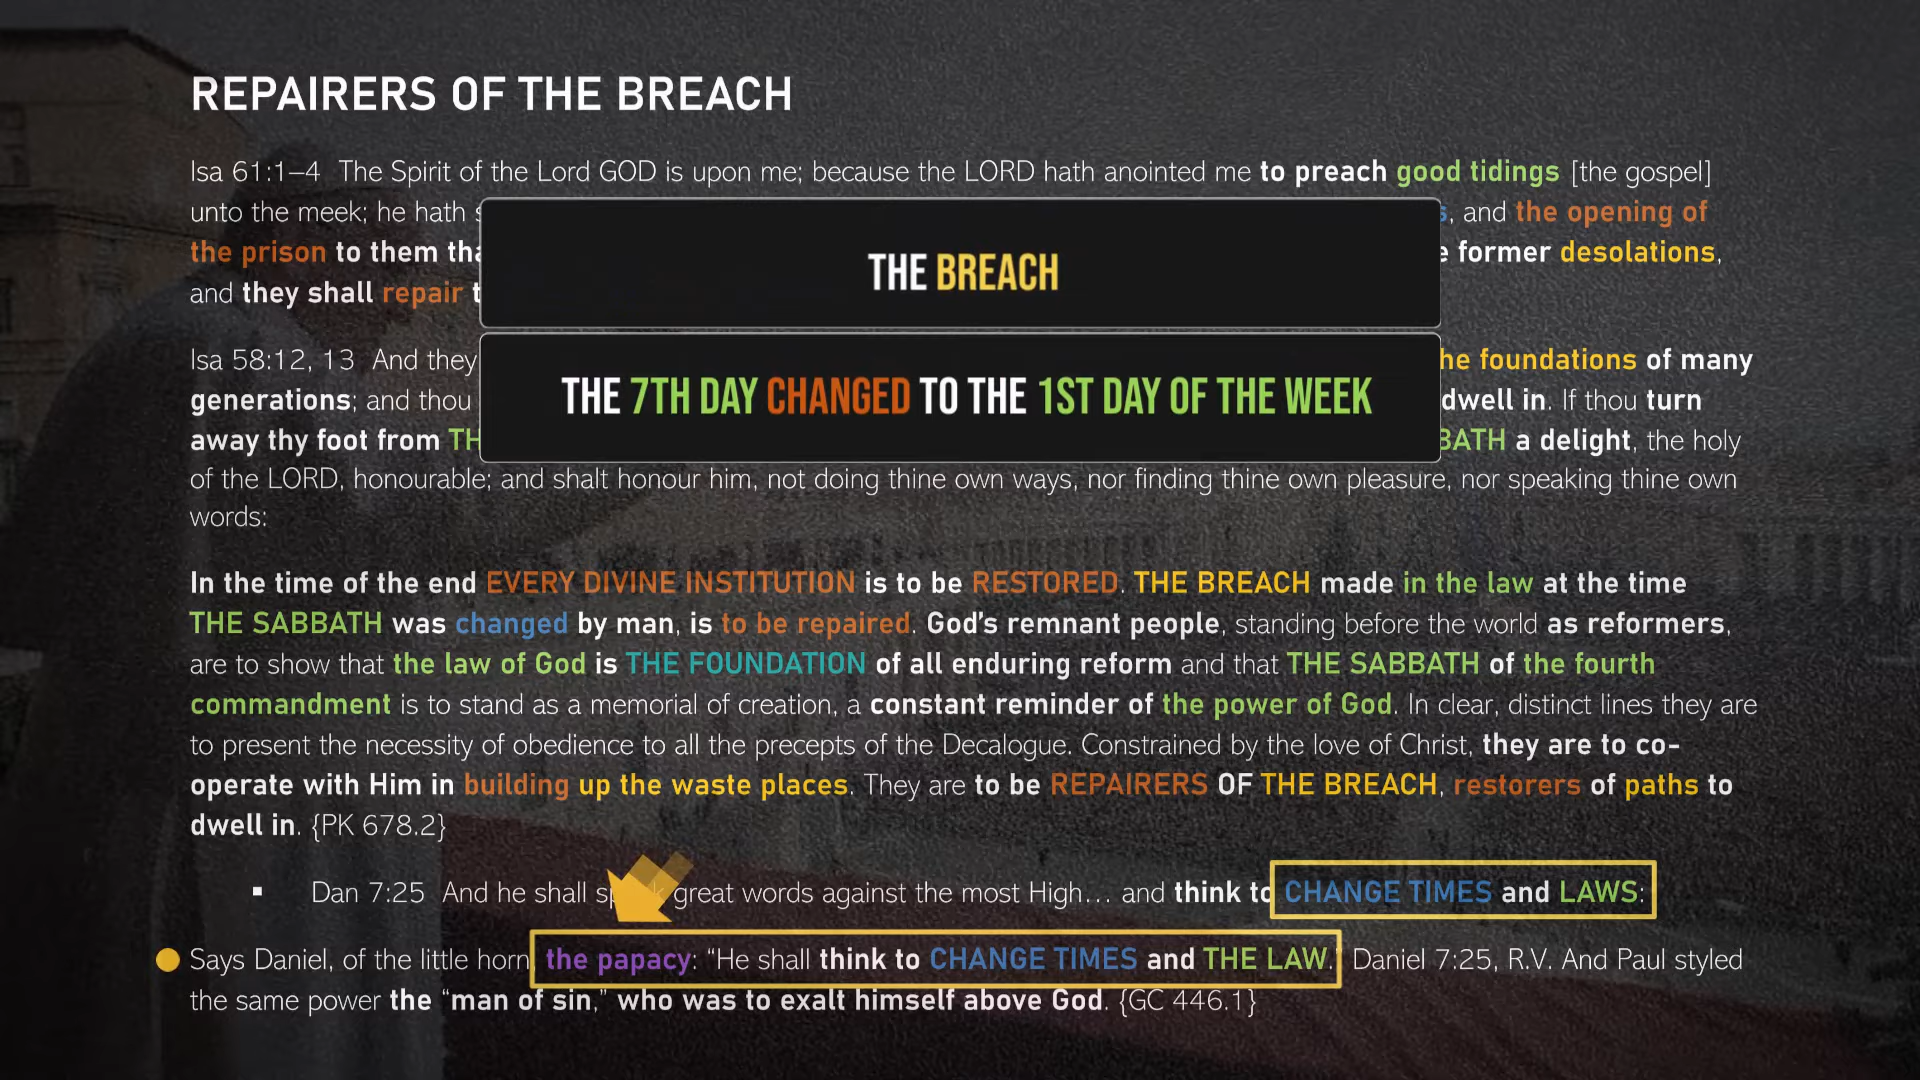 REPAIRERS OF THE BREACH
Isa 61:1–4 The Spirit of the Lord GOD is upon me; because the LORD hath anointed me to preach good tidings [the gospel]
unto the meek; he hath , and the opening of
the prison to them former desolations,
and they shall repair
THE BREACH
Isa 58:12, 13 And they the foundations of many
THE 7TH DAY CHANGED TO THE 1ST DAY OF THE WEEK
generations; and thou dwell in. If thou turn
away thy foot from a delight, the holy
of the LORD, honourable; and shalt honour him, not doing thine own ways, nor finding thine own pleasure, nor speaking thine own
words:
In the time of the end EVERY DIVINE INSTITUTION is to be RESTORED. THE BREACH made in the law at the time
THE SABBATH was changed by man, is to be repaired. God's remnant people, standing before the world as reformers,
are to show that the law of God is THE FOUNDATION of all enduring reform and that THE SABBATH of the fourth
commandment is to stand as a memorial of creation, a constant reminder of the power of God. In clear, distinct lines they are
to present the necessity of obedience to all the precepts of the Decalogue. Constrained by the love of Christ, they are to co-
operate with Him in building up the waste places. They are to be REPAIRERS OF THE BREACH, restorers of paths to
dwell in. {PK 678.2}
▪ Dan 7:25 And he shall great words against the most High... and think to CHANGE TIMES and LAWS:
Says Daniel, of the little horn, the papacy: “He shall think to CHANGE TIMES and THE LAW.” Daniel 7:25, R.V. And Paul styled
the same power the “man of sin,” who was to exalt himself above God. {GC 446.1}